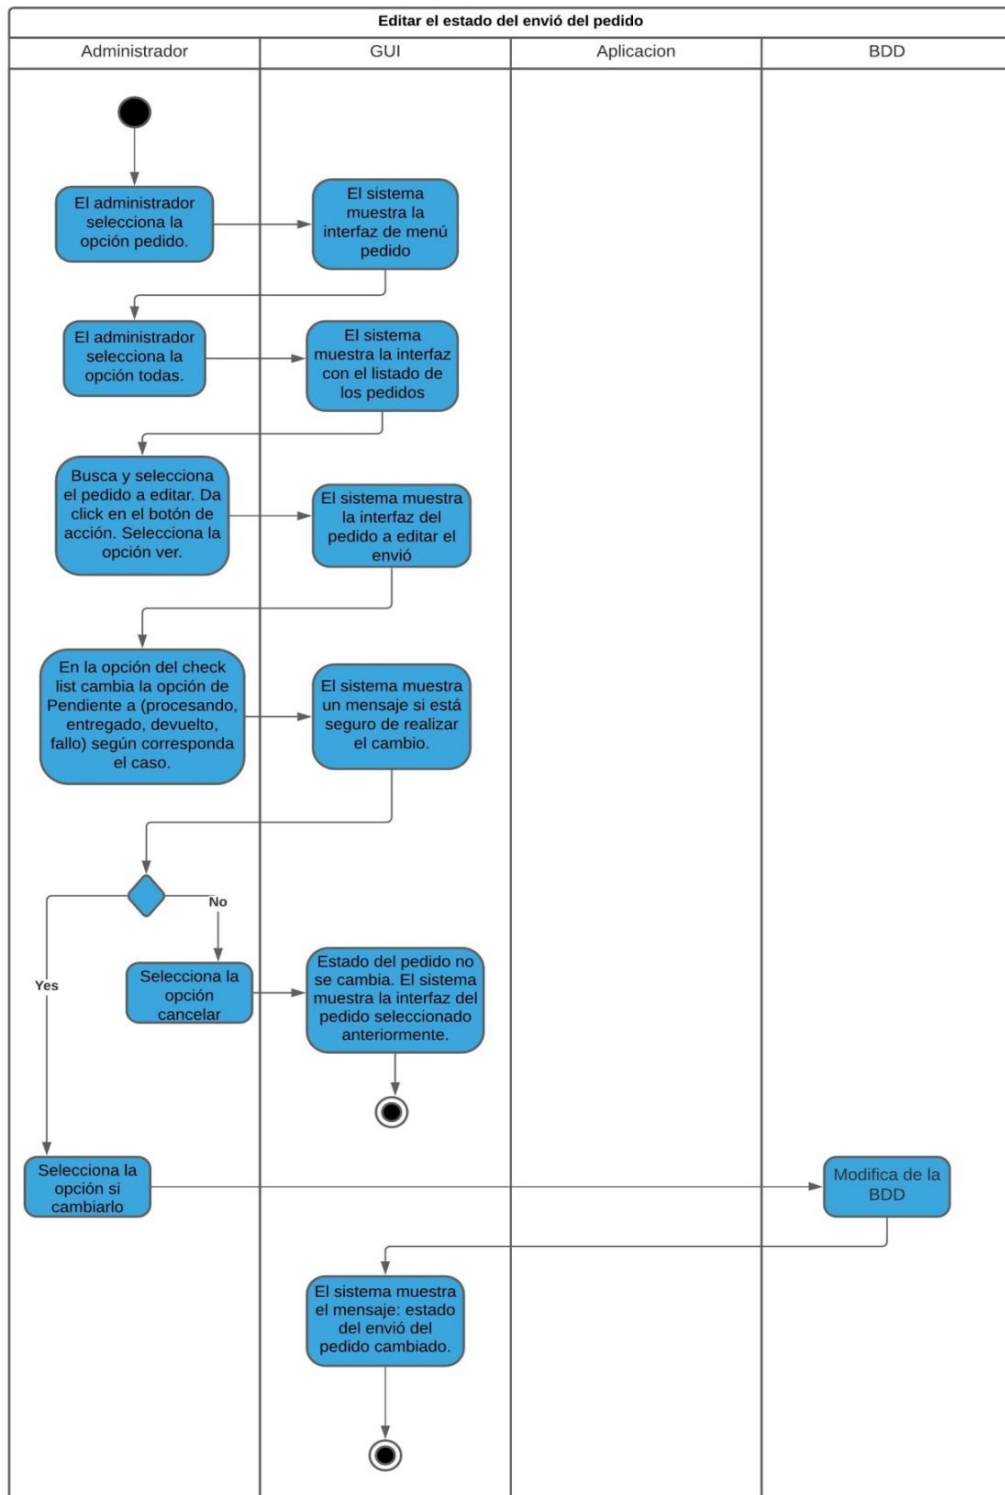 Editar el estado del envió del pedido
Administrador
GUI
Aplicacion
BDD
El administrador
selecciona la
opción pedido.
El sistema
muestra la
interfaz de menú
pedido
El administrador
selecciona la
opción todas.
El sistema
muestra la interfaz
con el listado de
los pedidos
Busca y selecciona
el pedido a editar. Da
click en el botón de
acción. Selecciona la
opción ver.
El sistema muestra
la interfaz del
pedido a editar el
envió
En la opción del check
list cambia la opción de
Pendiente a (procesando,
entregado, devuelto,
fallo) según corresponda
el caso.
El sistema muestra
un mensaje si está
seguro de realizar
el cambio.
No
Yes
Selecciona la
opción
cancelar
Estado del pedido no
se cambia. El sistema
muestra la interfaz del
pedido seleccionado
anteriormente.
Selecciona la
opción si
cambiarlo
Modifica de la
BDD
El sistema muestra
el mensaje: estado
del envió del
pedido cambiado.